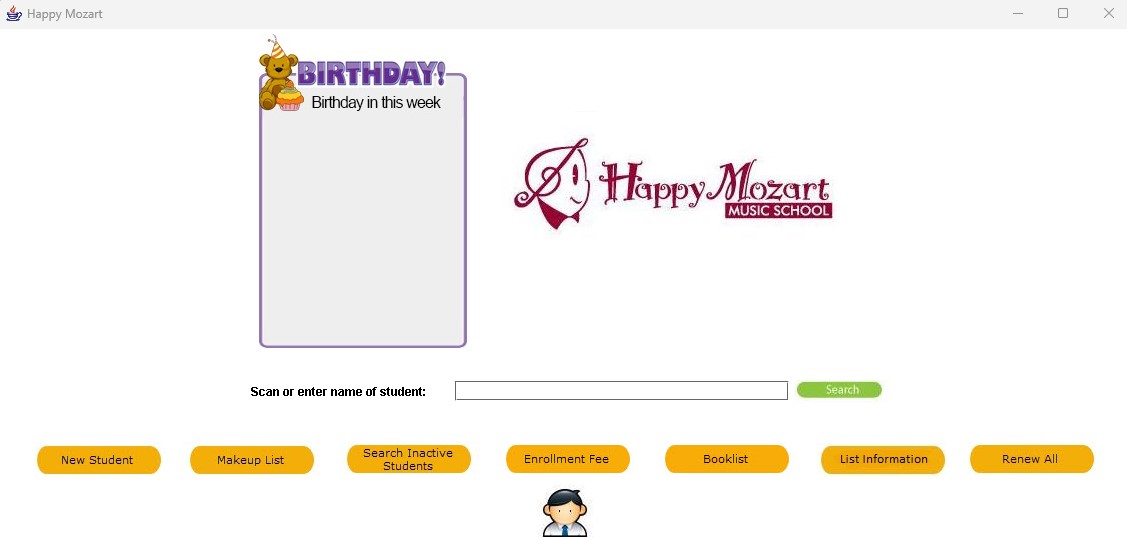 Happy Mozart
BIRTHDAY!
Birthday in this week
Happy Mozart
MUSIC SCHOOL
Scan or enter name of student:
Search
New Student
Makeup List
Search Inactive
Students
Enrollment Fee
Booklist
List Information
Renew All